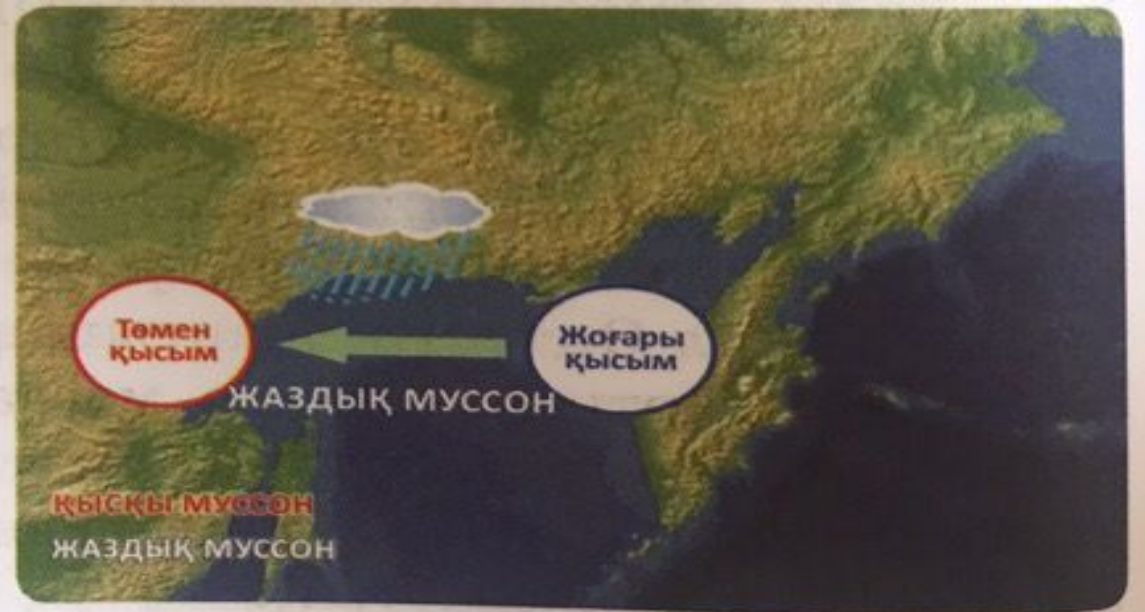 Төмен
қысым
Жоғары
қысым
ЖАЗДЫҚ МУССОН
ҚЫСҚЫ МУССОН
ЖАЗДЫҚ МУССОН